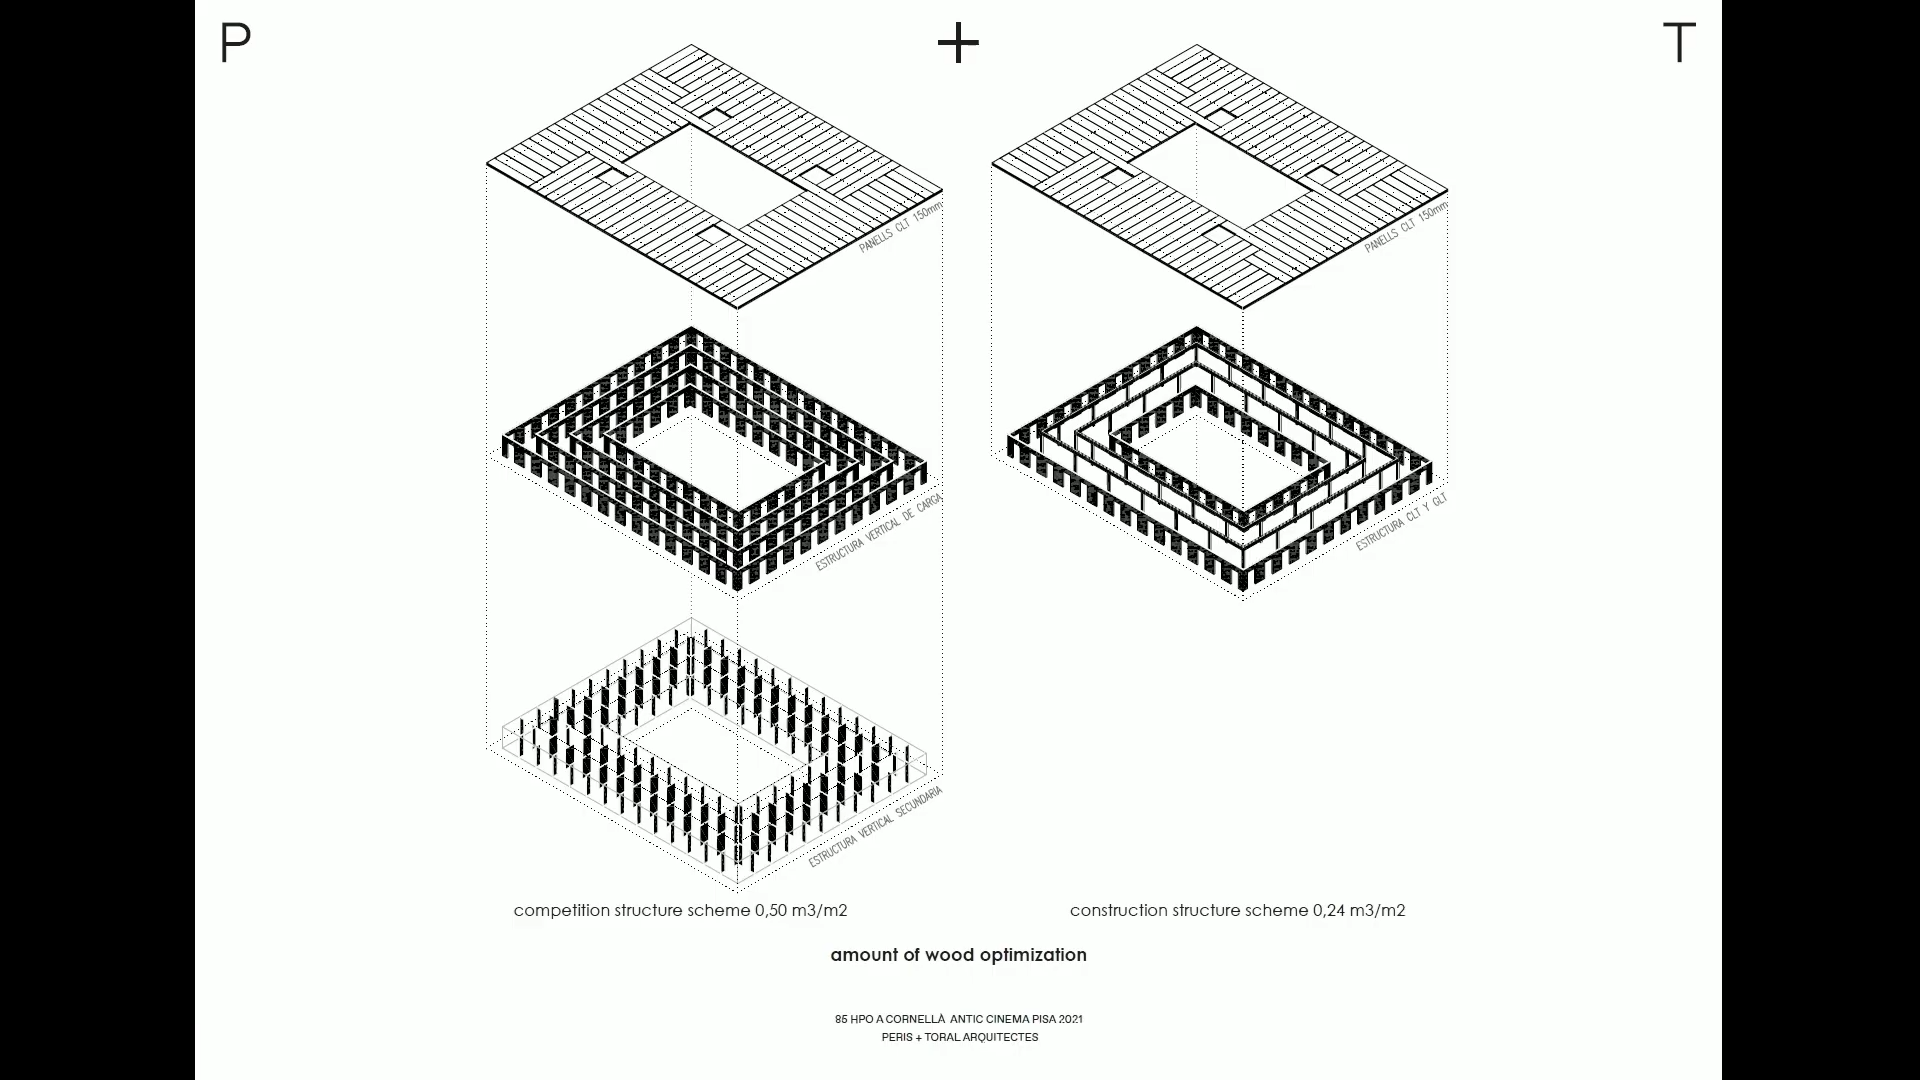 P + T
PANELLS CLT 150mm
PANELLS CLT 150mm
ESTRUCTURA VERTICAL DE CARGA
ESTRUCTURA CLT Y GLT
ESTRUCTURA VERTICAL SECUNDARIA
competition structure scheme 0,50 m3/m2
construction structure scheme 0,24 m3/m2
amount of wood optimization
85 HPO A CORNELLÀ ANTIC CINEMA PISA 2021
PERIS + TORAL ARQUITECTES